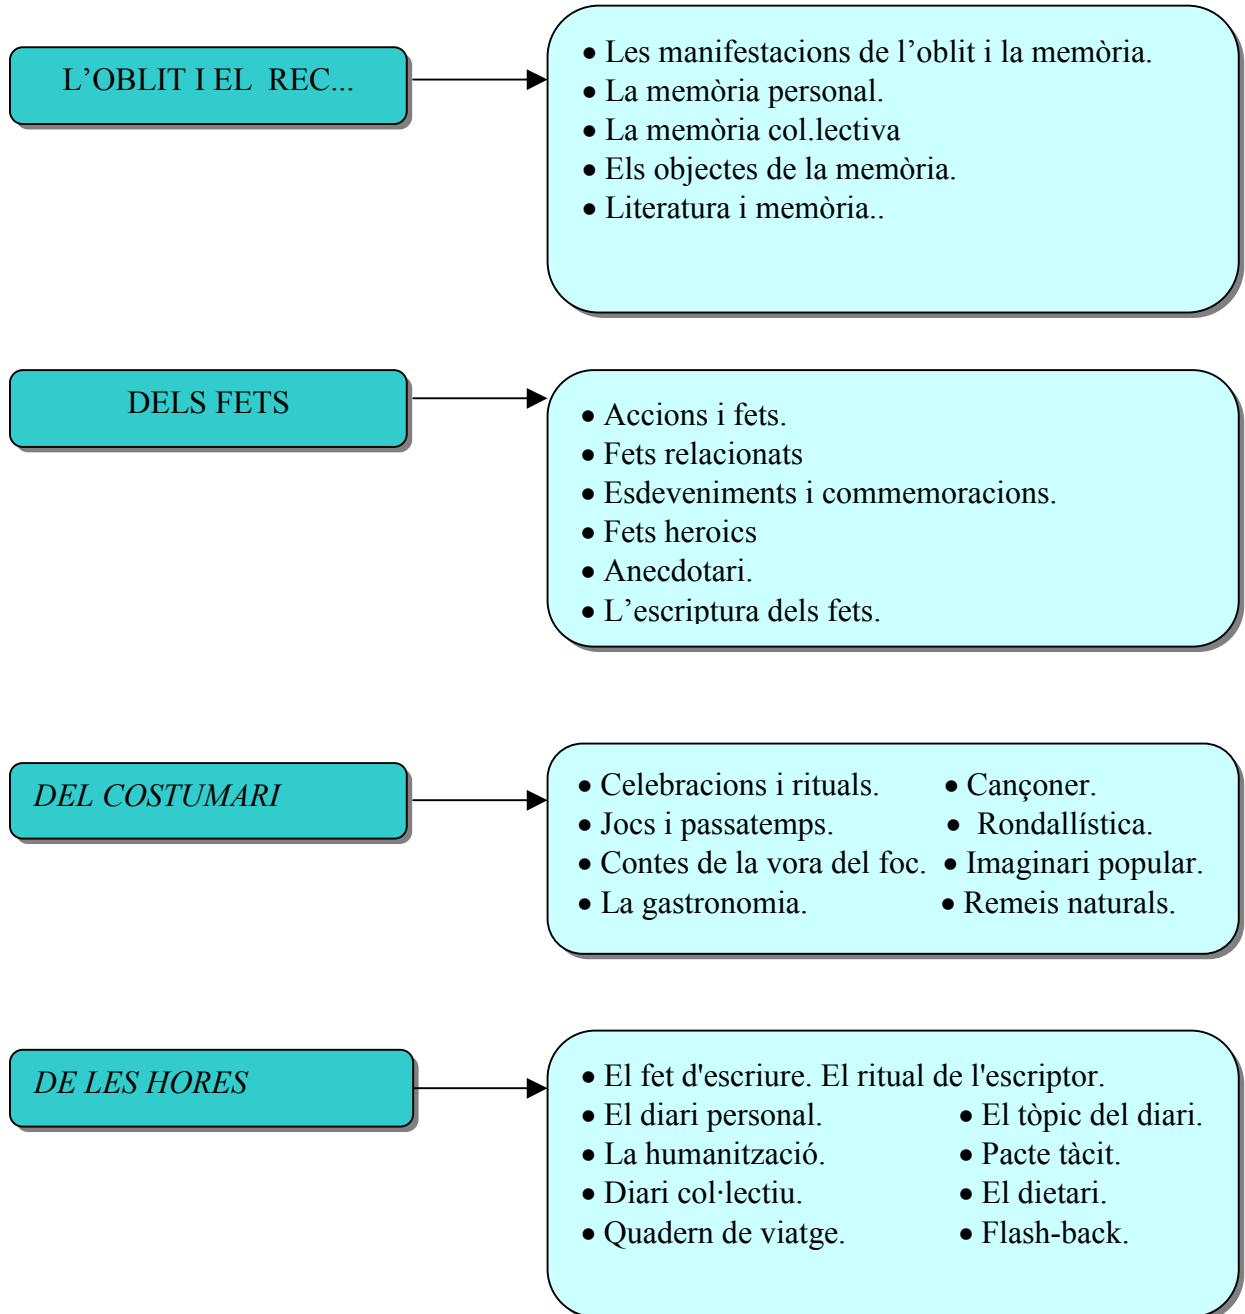 L’OBLIT I EL REC...
• Les manifestacions de l’oblit i la memòria.
• La memòria personal.
• La memòria col.lectiva
• Els objectes de la memòria.
• Literatura i memòria..
DELS FETS
• Accions i fets.
• Fets relacionats
• Esdeveniments i commemoracions.
• Fets heroics
• Anecdotari.
• L’escriptura dels fets.
DEL COSTUMARI
• Celebracions i rituals. • Cançoner.
• Jocs i passatemps. • Rondallística.
• Contes de la vora del foc. • Imaginari popular.
• La gastronomia. • Remeis naturals.
DE LES HORES
• El fet d'escriure. El ritual de l'escriptor.
• El diari personal. • El tòpic del diari.
• La humanització. • Pacte tàcit.
• Diari col·lectiu. • El dietari.
• Quadern de viatge. • Flash-back.